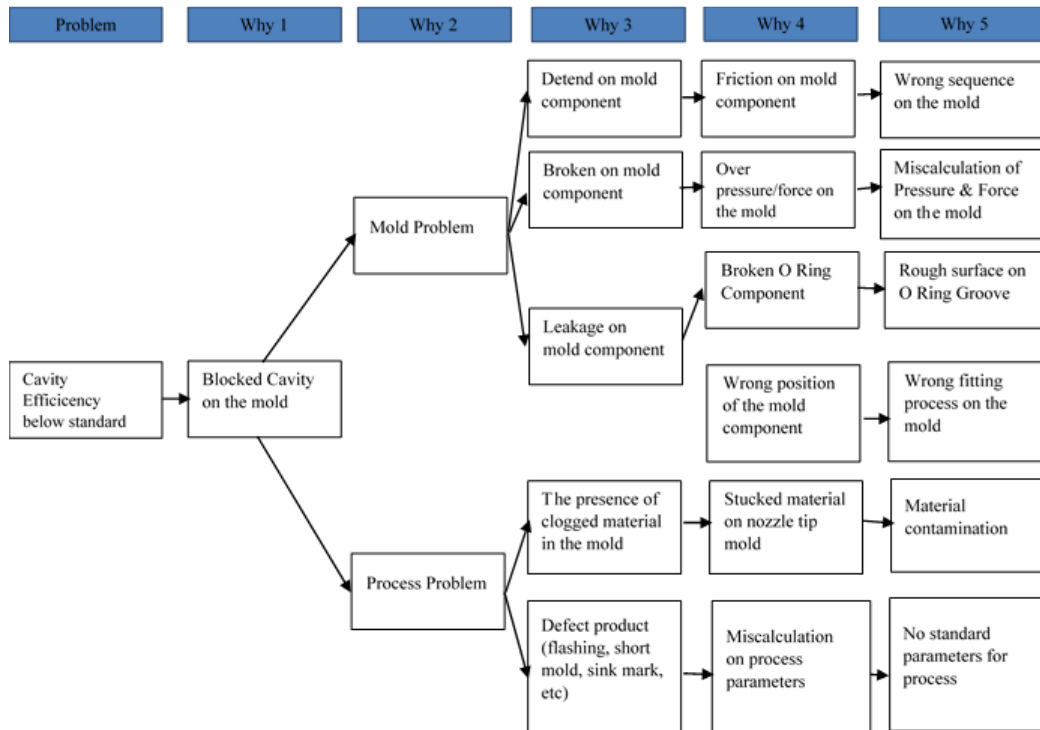 Problem
Why 1
Why 2
Why 3
Why 4
Why 5
Detend on mold
component
Friction on mold
component
Wrong sequence
on the mold
Broken on mold
component
Over
pressure/force on
the mold
Miscalculation of
Pressure & Force
on the mold
Mold Problem
Broken O Ring
Component
Rough surface on
O Ring Groove
Leakage on
mold component
Cavity
Efficicency
below standard
Blocked Cavity
on the mold
Wrong position
of the mold
component
Wrong fitting
process on the
mold
The presence of
clogged material
in the mold
Stucked material
on nozzle tip
mold
Material
contamination
Process Problem
Defect product
(flashing, short
mold, sink mark,
etc)
Miscalculation
on process
parameters
No standard
parameters for
process